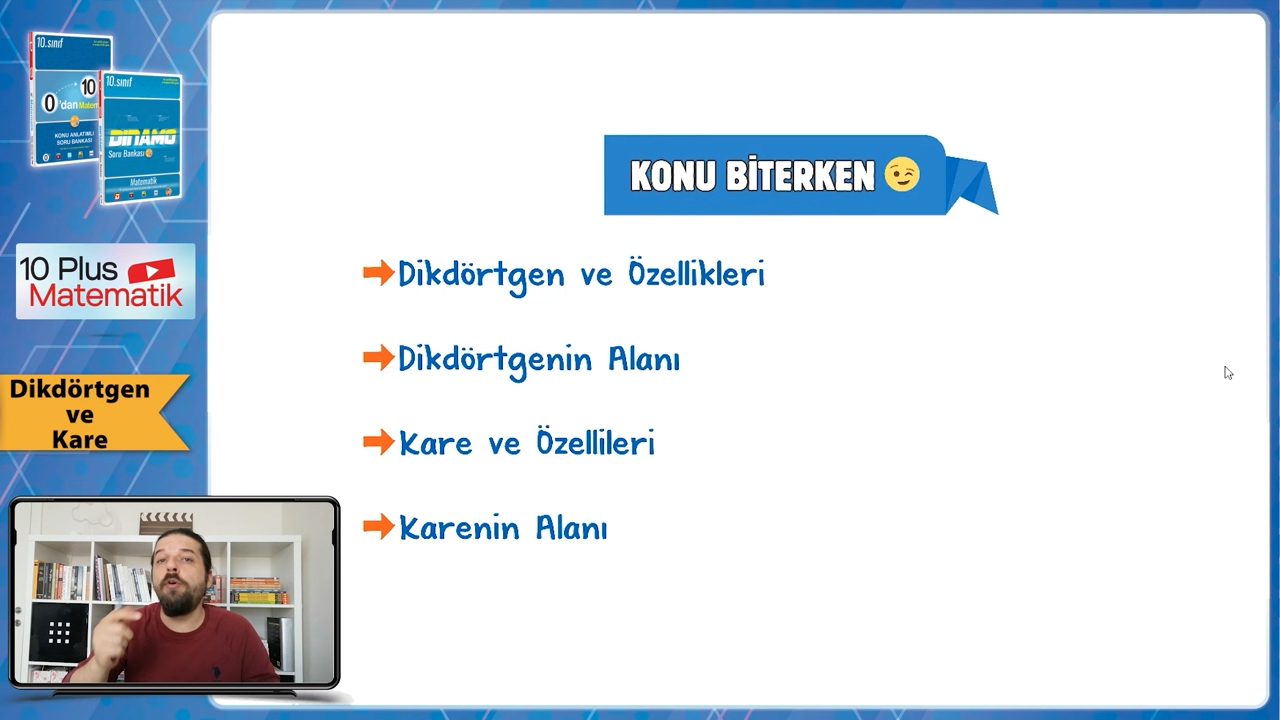 10.sınıf
0 'dan 10
Matem
KONU ANLATIMLI
SORU BANKASI
10.sınıf
DİNAMO
Soru Bankası
Matematik
10 Plus
Matematik
Dikdörtgen
ve
Kare
KONU BİTERKEN
Dikdörtgen ve Özellikleri
Dikdörtgenin Alanı
Kare ve Özellileri
Karenin Alanı